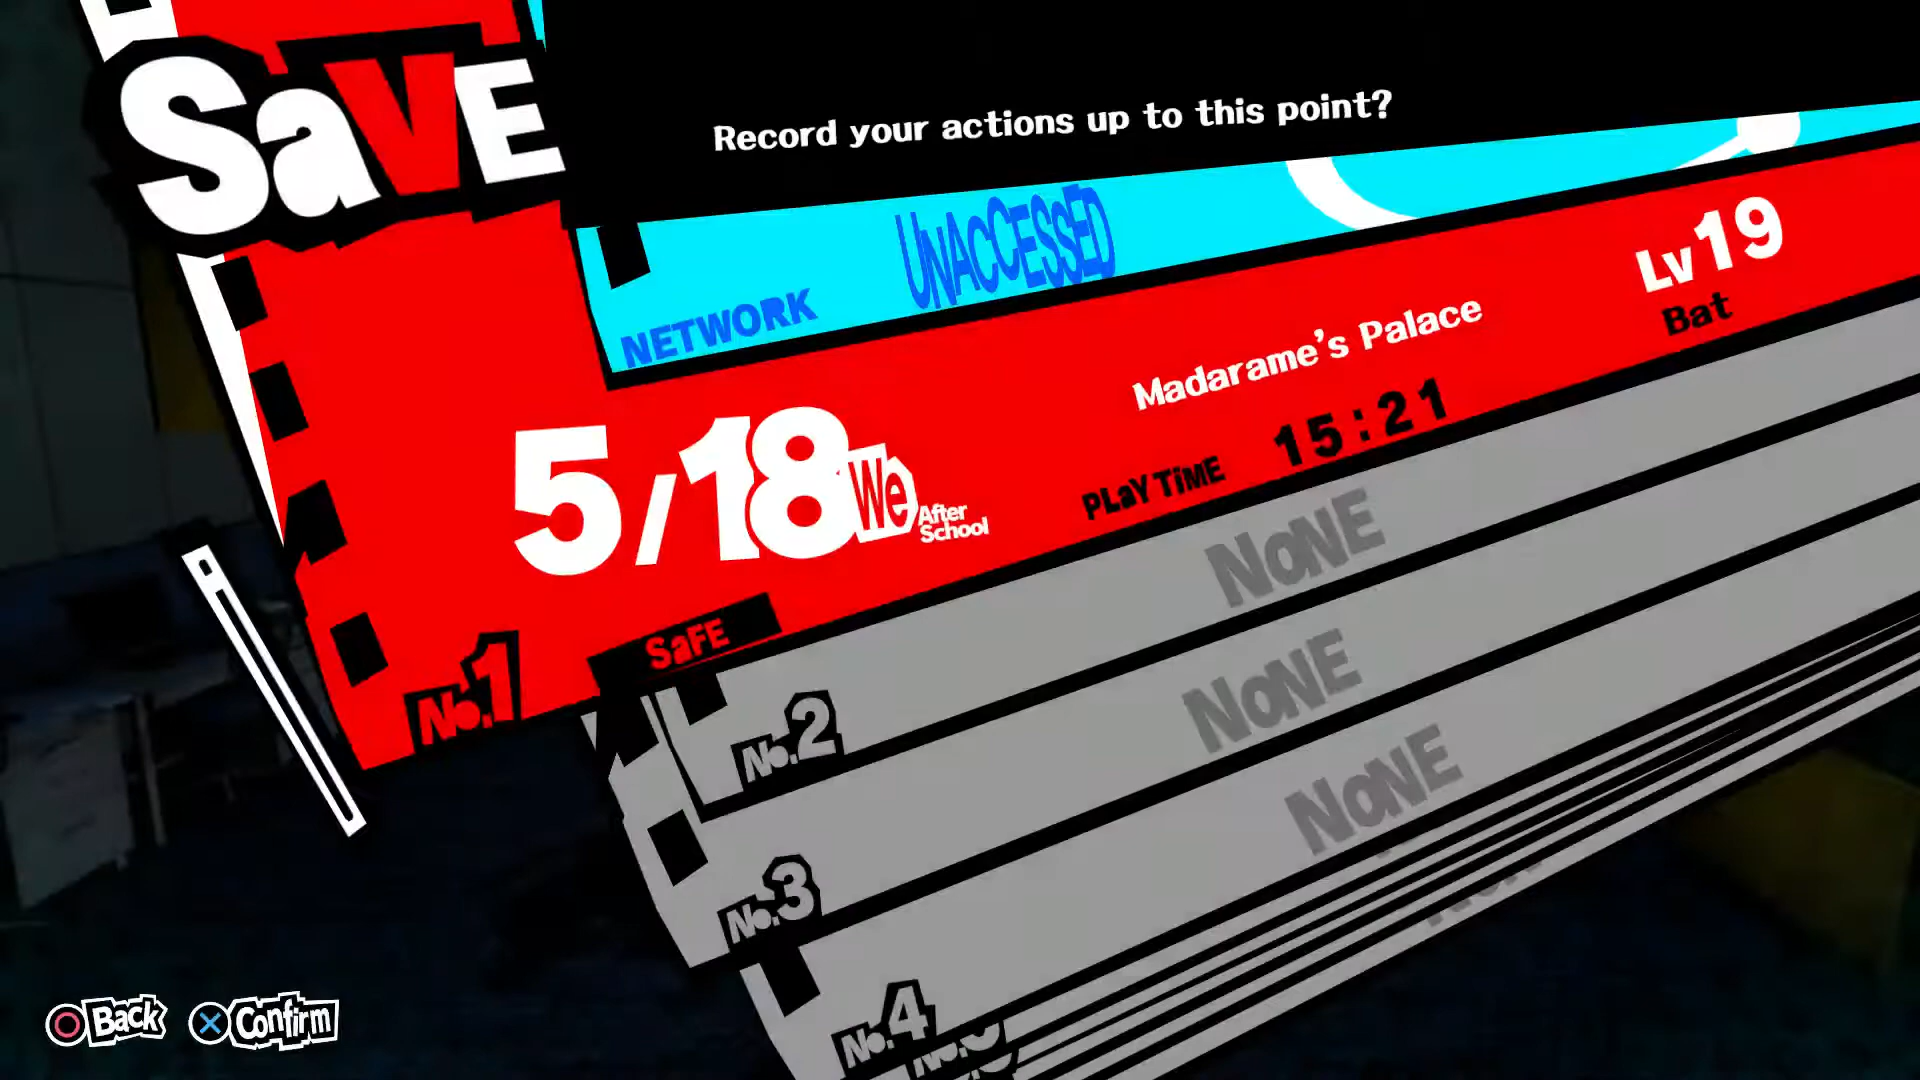 SaVE
Record your actions up to this point?
NETWORK
UNACCESSED
Lv19
Bat
Madarame's Palace
PLaY TiME 15:21
5/18 We
After
School
SaFE
No.1
NoNE
No.2
NoNE
No.3
NoNE
No.4
Back
Confirm